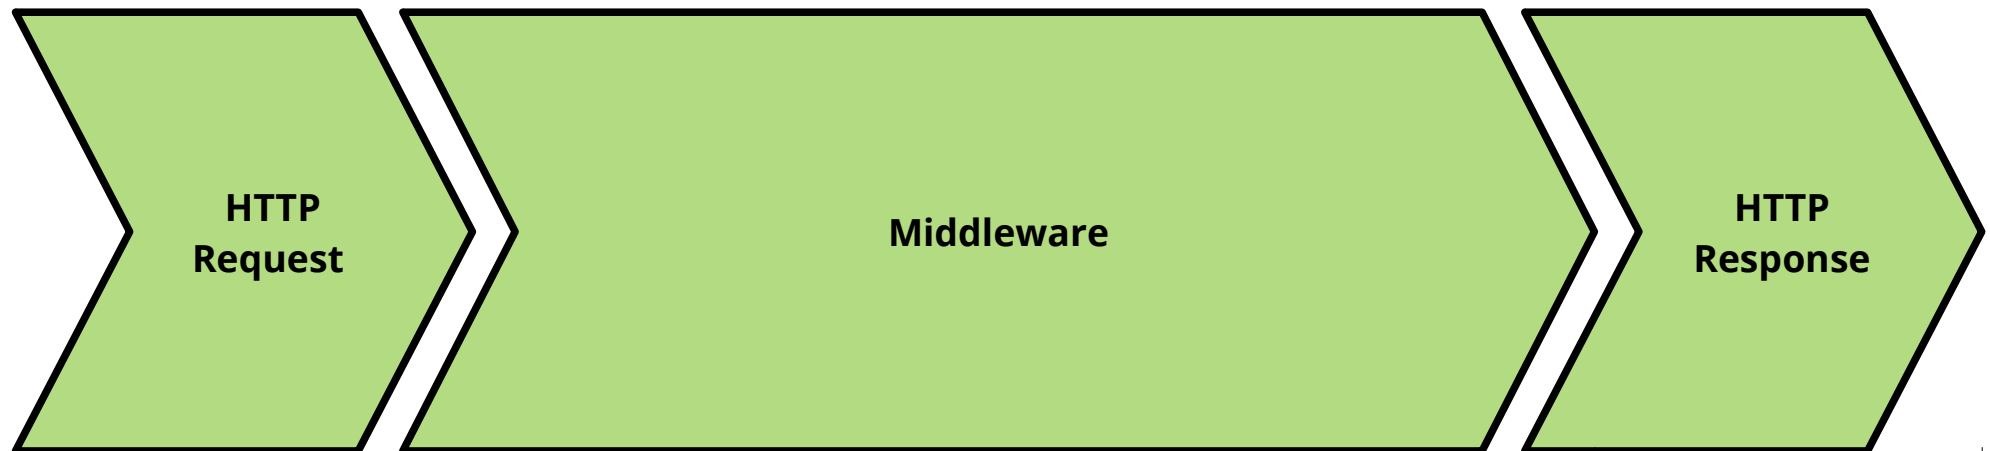 HTTP
Request
Middleware
HTTP
Response